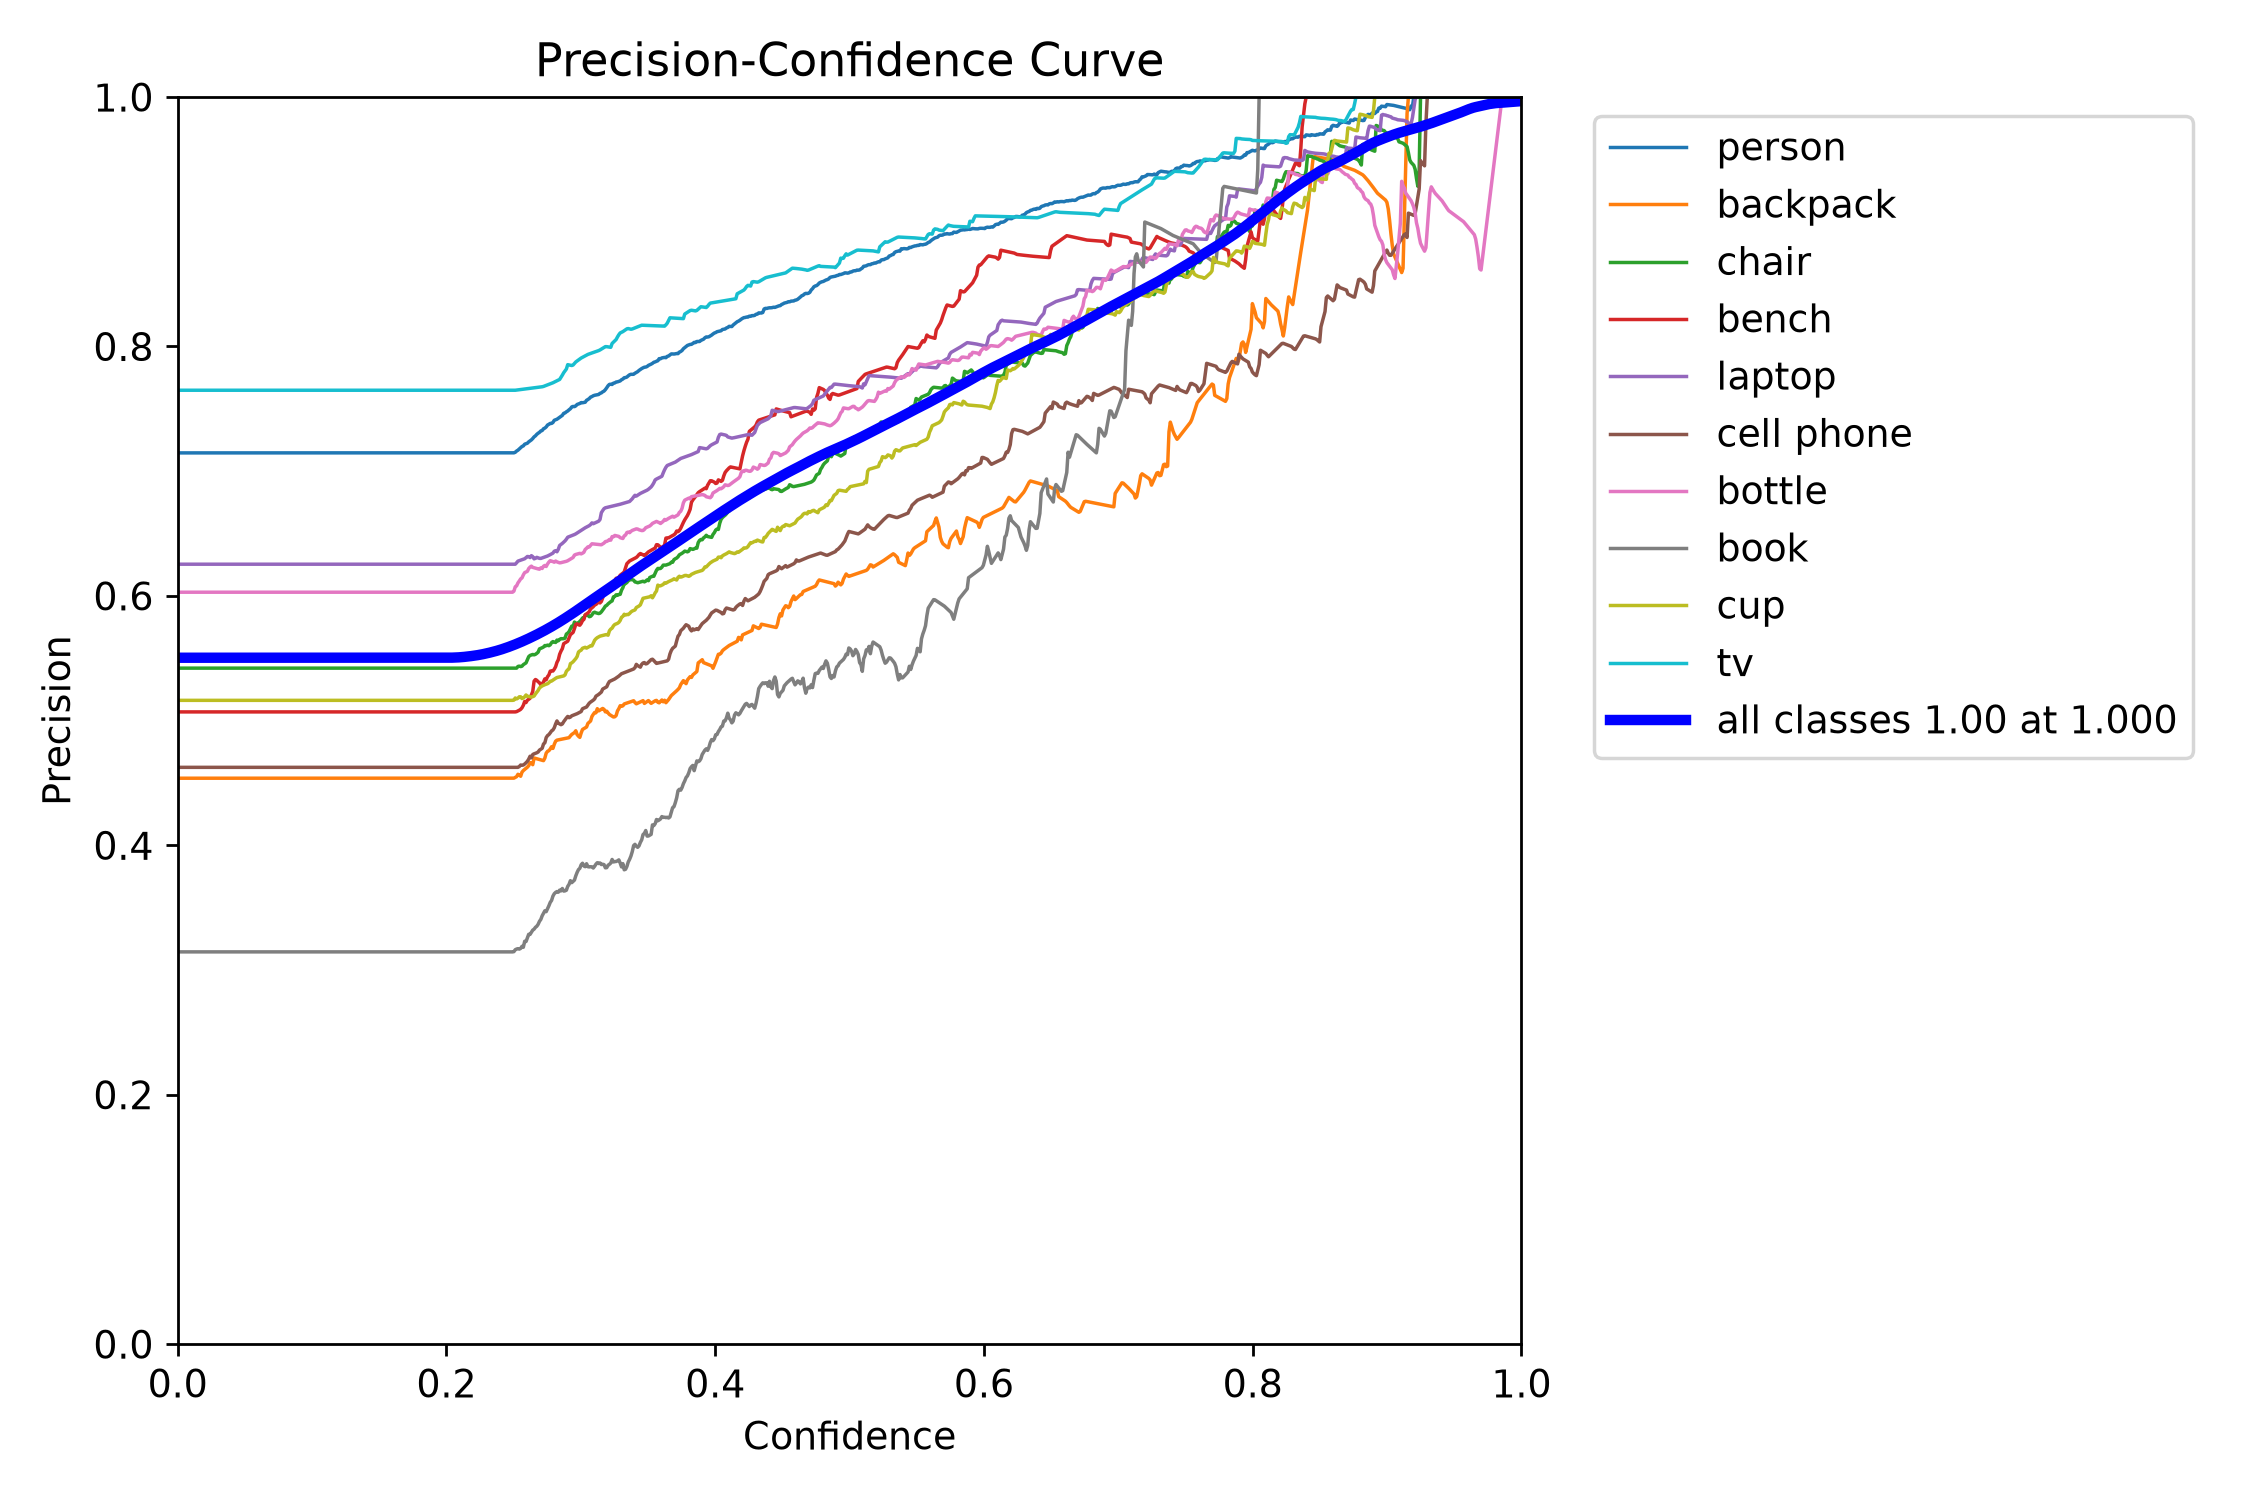 Precision-Confidence Curve
1.0
0.8
0.6
0.4
0.2
0.0
Precision
0.0 0.2 0.4 0.6 0.8 1.0
Confidence
person
backpack
chair
bench
laptop
cell phone
bottle
book
cup
tv
all classes 1.00 at 1.000